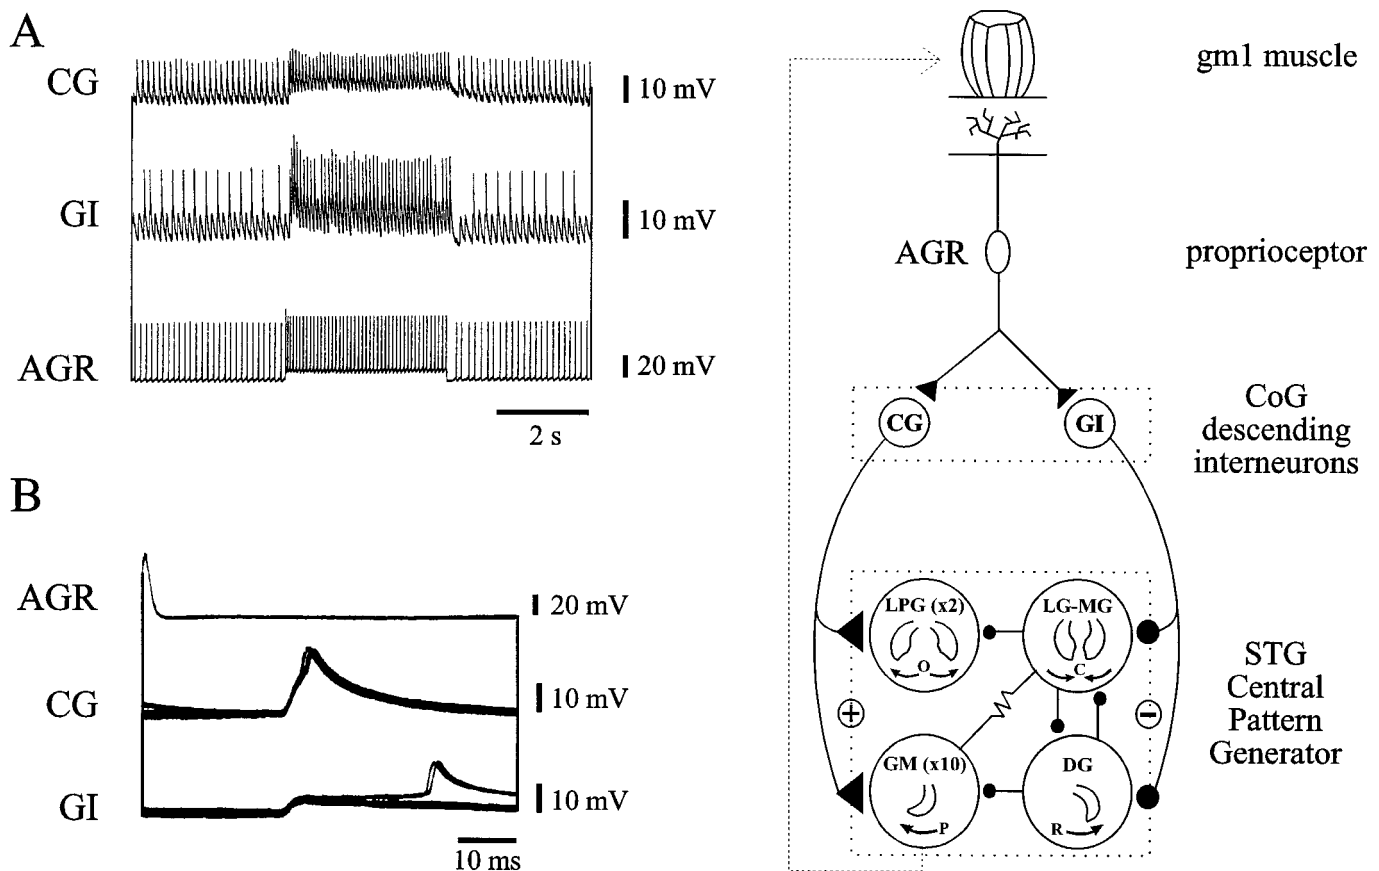 A
CG
10 mV
GI
10 mV
AGR
20 mV
2 s
B
AGR
20 mV
CG
10 mV
GI
10 mV
10 ms
gm1 muscle
AGR
proprioceptor
CG
GI
CoG
descending
interneurons
LPG (x2)
O
LG-MG
C
+
−
GM (x10)
P
DG
R
STG
Central
Pattern
Generator